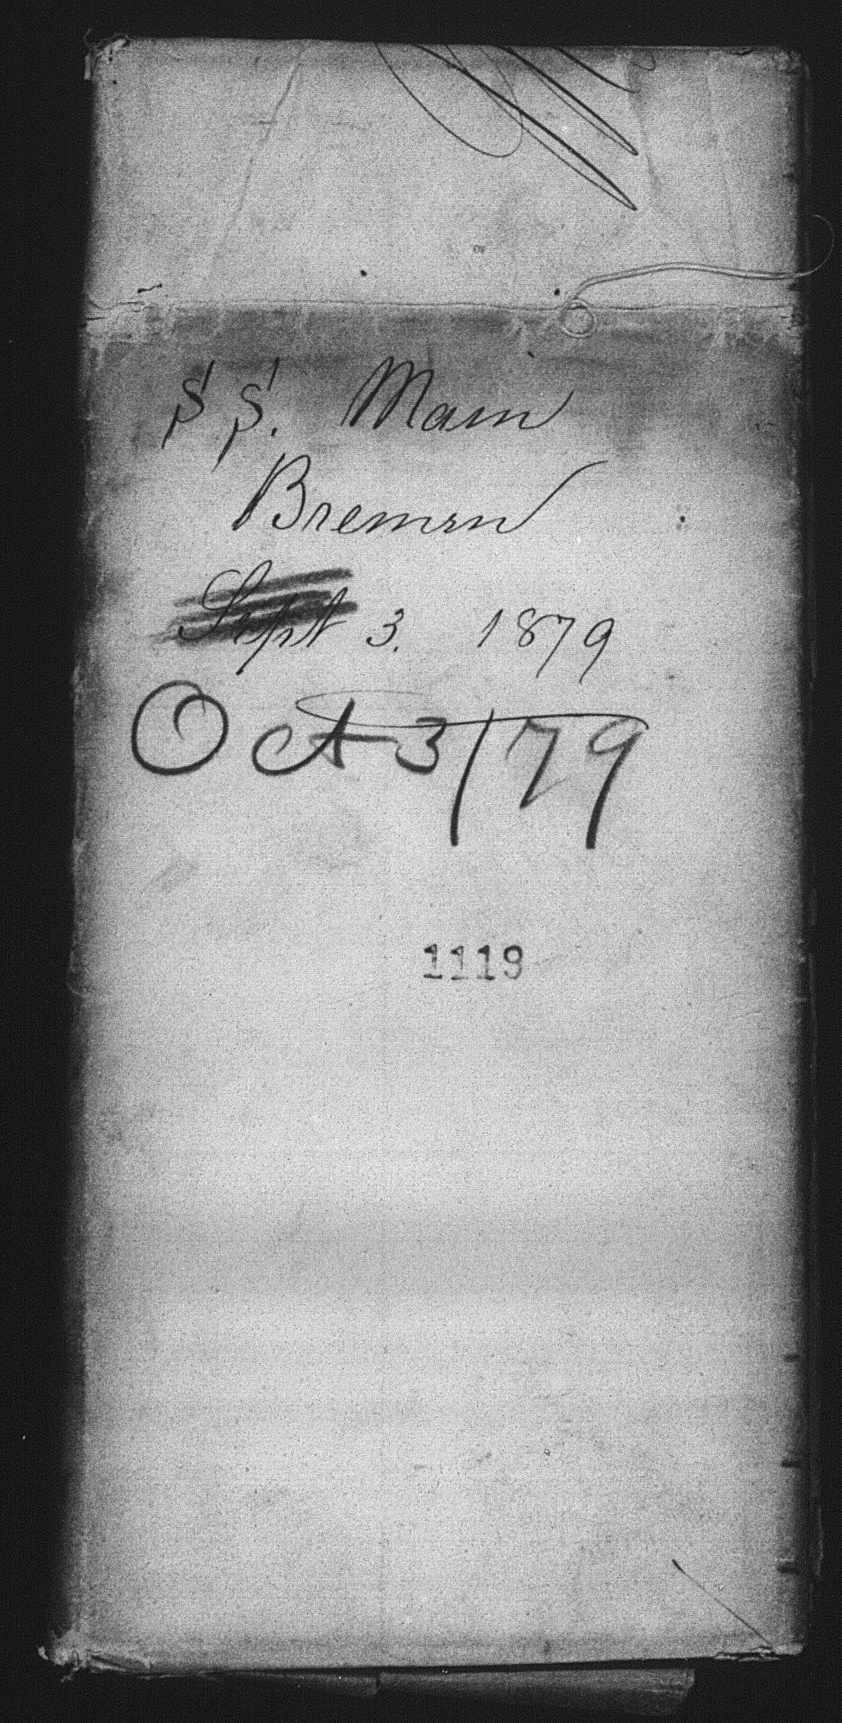 S.S. Main
Bremen
Sept 3. 1879
Oct 3/79
1119